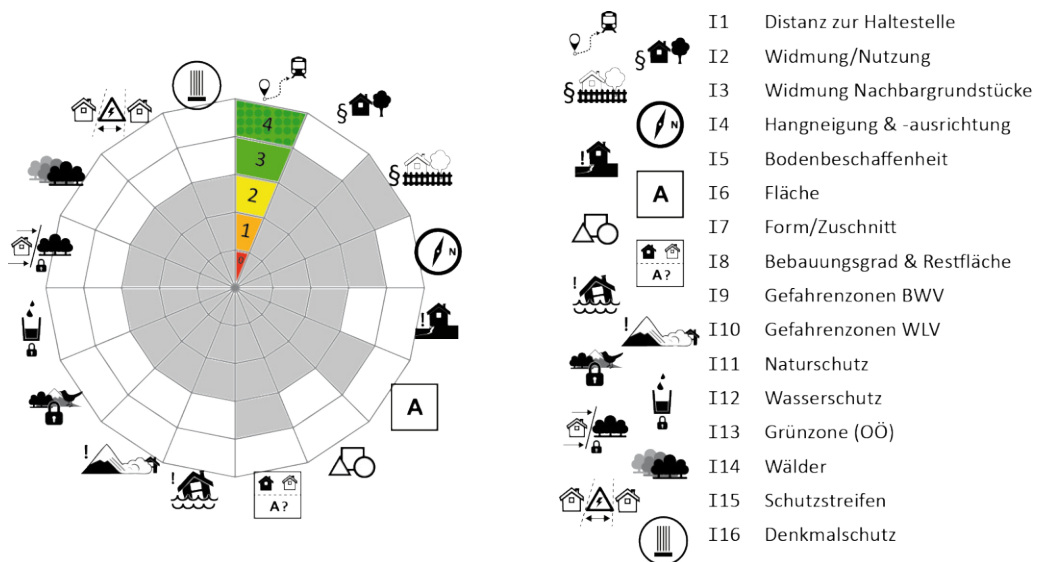 4
3
2
1
0
§
§
N
!
A
A?
!
!
I1 Distanz zur Haltestelle
§ I2 Widmung/Nutzung
§ I3 Widmung Nachbargrundstücke
N I4 Hangneigung & -ausrichtung
! I5 Bodenbeschaffenheit
A I6 Fläche
I7 Form/Zuschnitt
A? I8 Bebauungsgrad & Restfläche
! I9 Gefahrenzonen BWV
! I10 Gefahrenzonen WLV
I11 Naturschutz
I12 Wasserschutz
I13 Grünzone (OÖ)
I14 Wälder
I15 Schutzstreifen
I16 Denkmalschutz